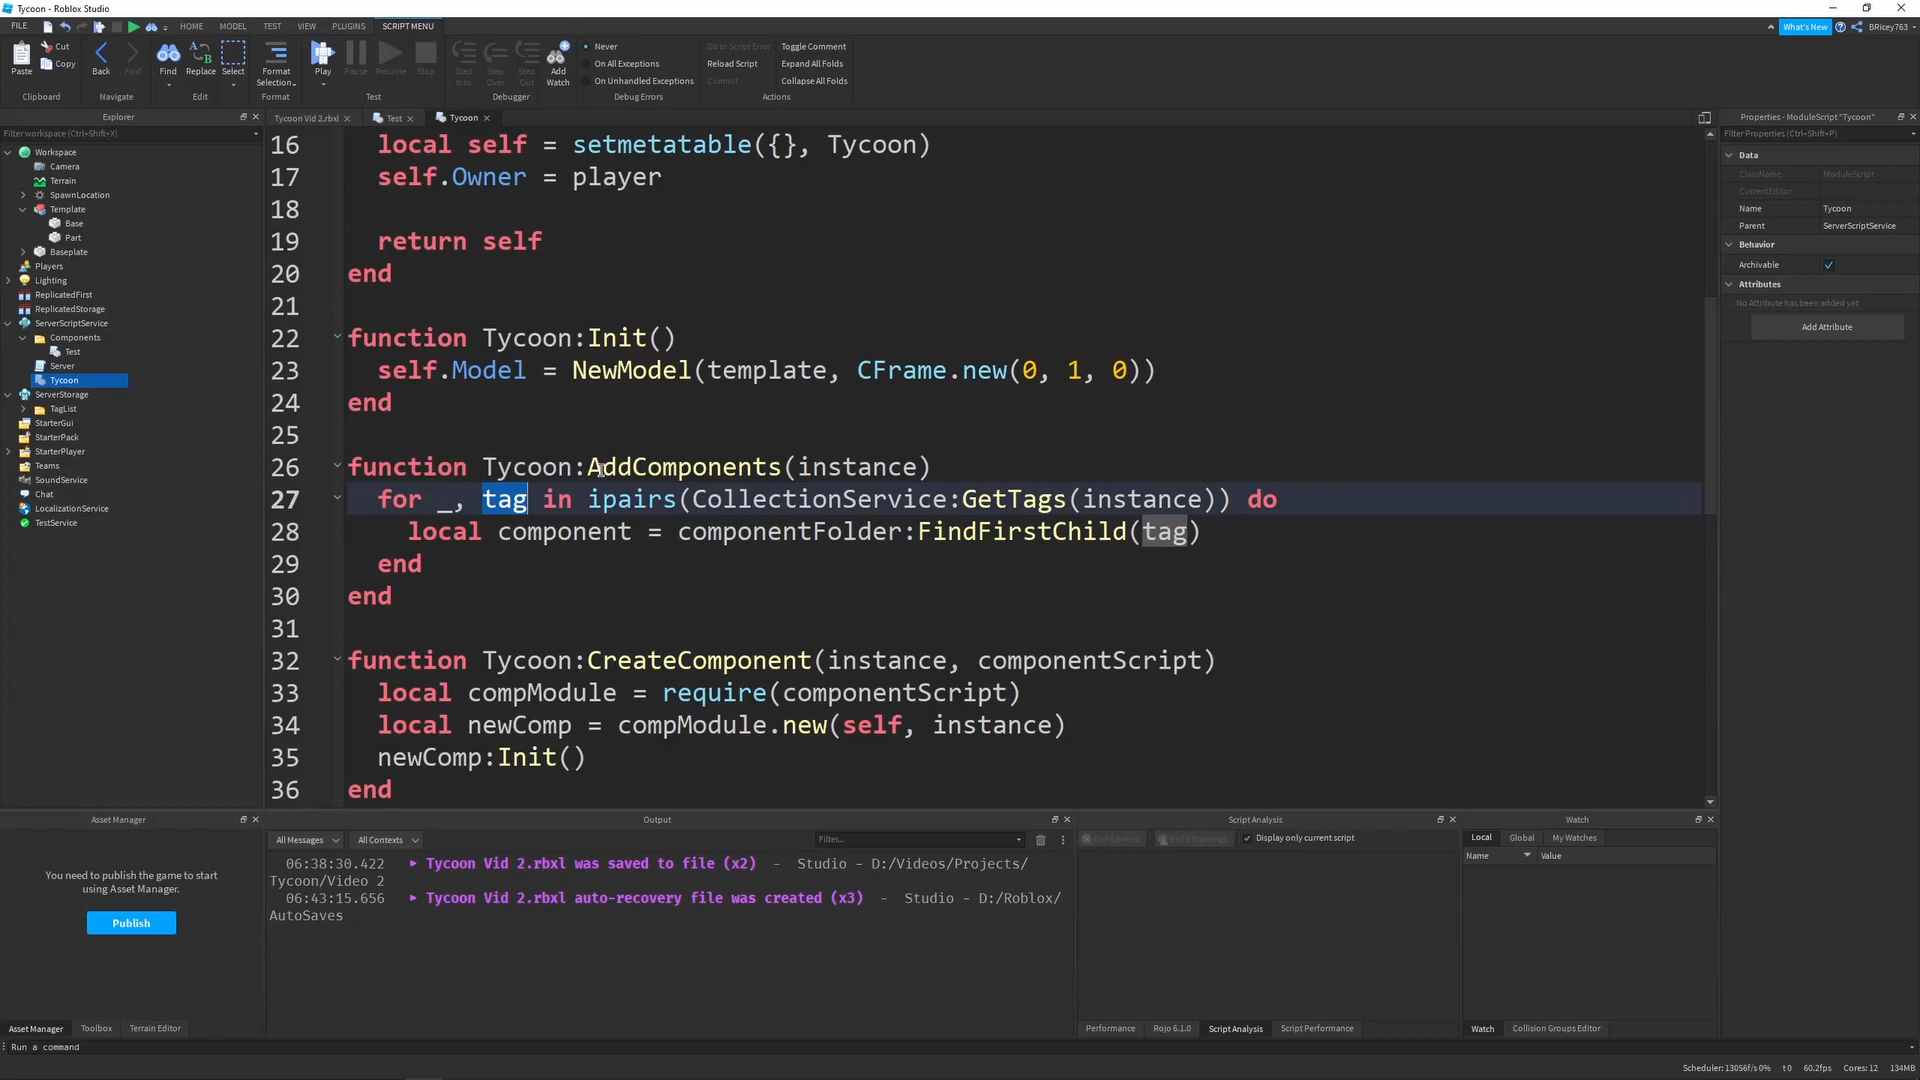 Tycoon - Roblox Studio
FILE
HOME
MODEL
TEST
VIEW
PLUGINS
SCRIPT MENU
What's New
BRicey763
Paste
Cut
Copy
Clipboard
Back
Find
Navigate
Find
Replace
Select
Edit
Format
Selection
Format
Play
Pause
Resume
Stop
Test
Step
Into
Step
Over
Step
Out
Add
Watch
Debugger
Never
On All Exceptions
On Unhandled Exceptions
Debug Errors
Go to Script Error
Reload Script
Commit
Toggle Comment
Expand All Folds
Collapse All Folds
Actions
Explorer
Filter workspace (Ctrl+Shift+X)
Workspace
Camera
Terrain
SpawnLocation
Template
Base
Part
Baseplate
Players
Lighting
ReplicatedFirst
ReplicatedStorage
ServerScriptService
Components
Test
Server
Tycoon
ServerStorage
TagList
StarterGui
StarterPack
StarterPlayer
Teams
SoundService
Chat
LocalizationService
TestService
Tycoon Vid 2.rbxl
Test
Tycoon
16 local self = setmetatable({}, Tycoon)
17 self.Owner = player
18
19 return self
20 end
21
22 function Tycoon:Init()
23 self.Model = NewModel(template, CFrame.new(0, 1, 0))
24 end
25
26 function Tycoon:AddComponents(instance)
27 for _, tag in ipairs(CollectionService:GetTags(instance)) do
28 local component = componentFolder:FindFirstChild(tag)
29 end
30 end
31
32 function Tycoon:CreateComponent(instance, componentScript)
33 local compModule = require(componentScript)
34 local newComp = compModule.new(self, instance)
35 newComp:Init()
36 end
Properties - ModuleScript "Tycoon"
Filter Properties (Ctrl+Shift+P)
Data
ClassName ModuleScript
CurrentEditor
Name Tycoon
Parent ServerScriptService
Behavior
Archivable
Attributes
No Attribute has been added yet
Add Attribute
Asset Manager
You need to publish the game to start
using Asset Manager.
Publish
Asset Manager
Toolbox
Terrain Editor
Output
All Messages
All Contexts
Filter...
06:38:30.422 Tycoon Vid 2.rbxl was saved to file (x2) - Studio - D:/Videos/Projects/
Tycoon/Video 2
06:43:15.656 Tycoon Vid 2.rbxl auto-recovery file was created (x3) - Studio - D:/Roblox/
AutoSaves
Script Analysis
0 of 0 Errors
0 of 0 Warnings
Display only current script
Performance
Rojo 6.1.0
Script Analysis
Script Performance
Watch
Local
Global
My Watches
Name
Value
Watch
Collision Groups Editor
Run a command
Scheduler: 13056f/s 0%
t 0
60.2fps
Cores: 12
134MB